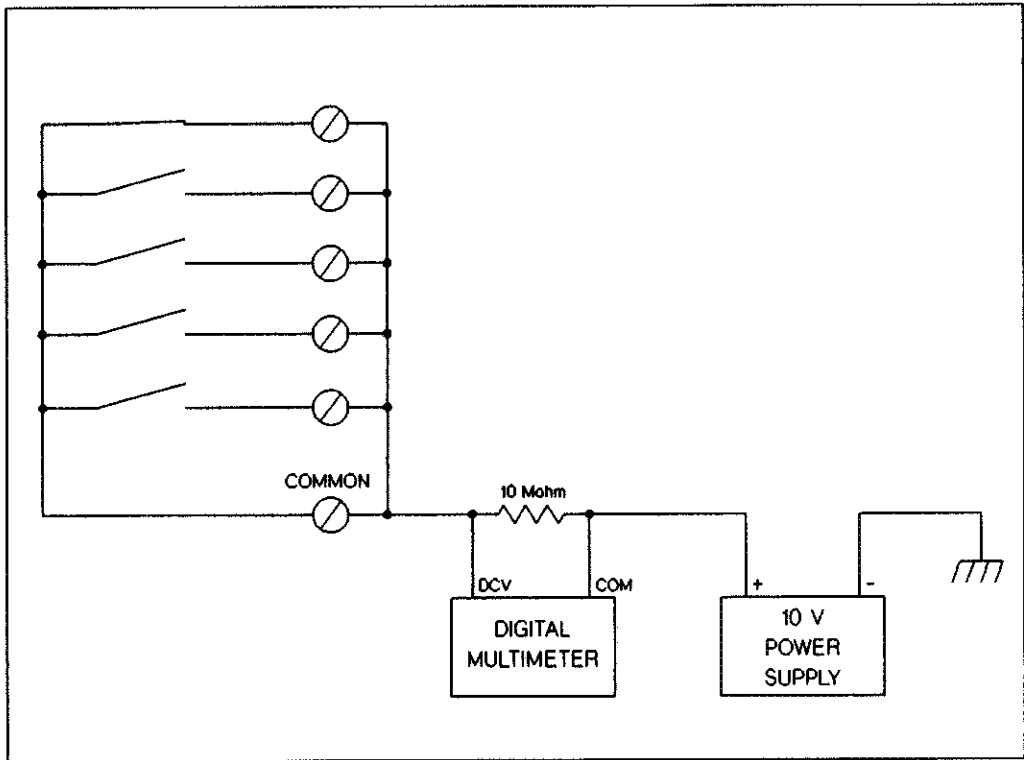 COMMON
10 Mohm
DCV
COM
+
-
DIGITAL
MULTIMETER
10 V
POWER
SUPPLY